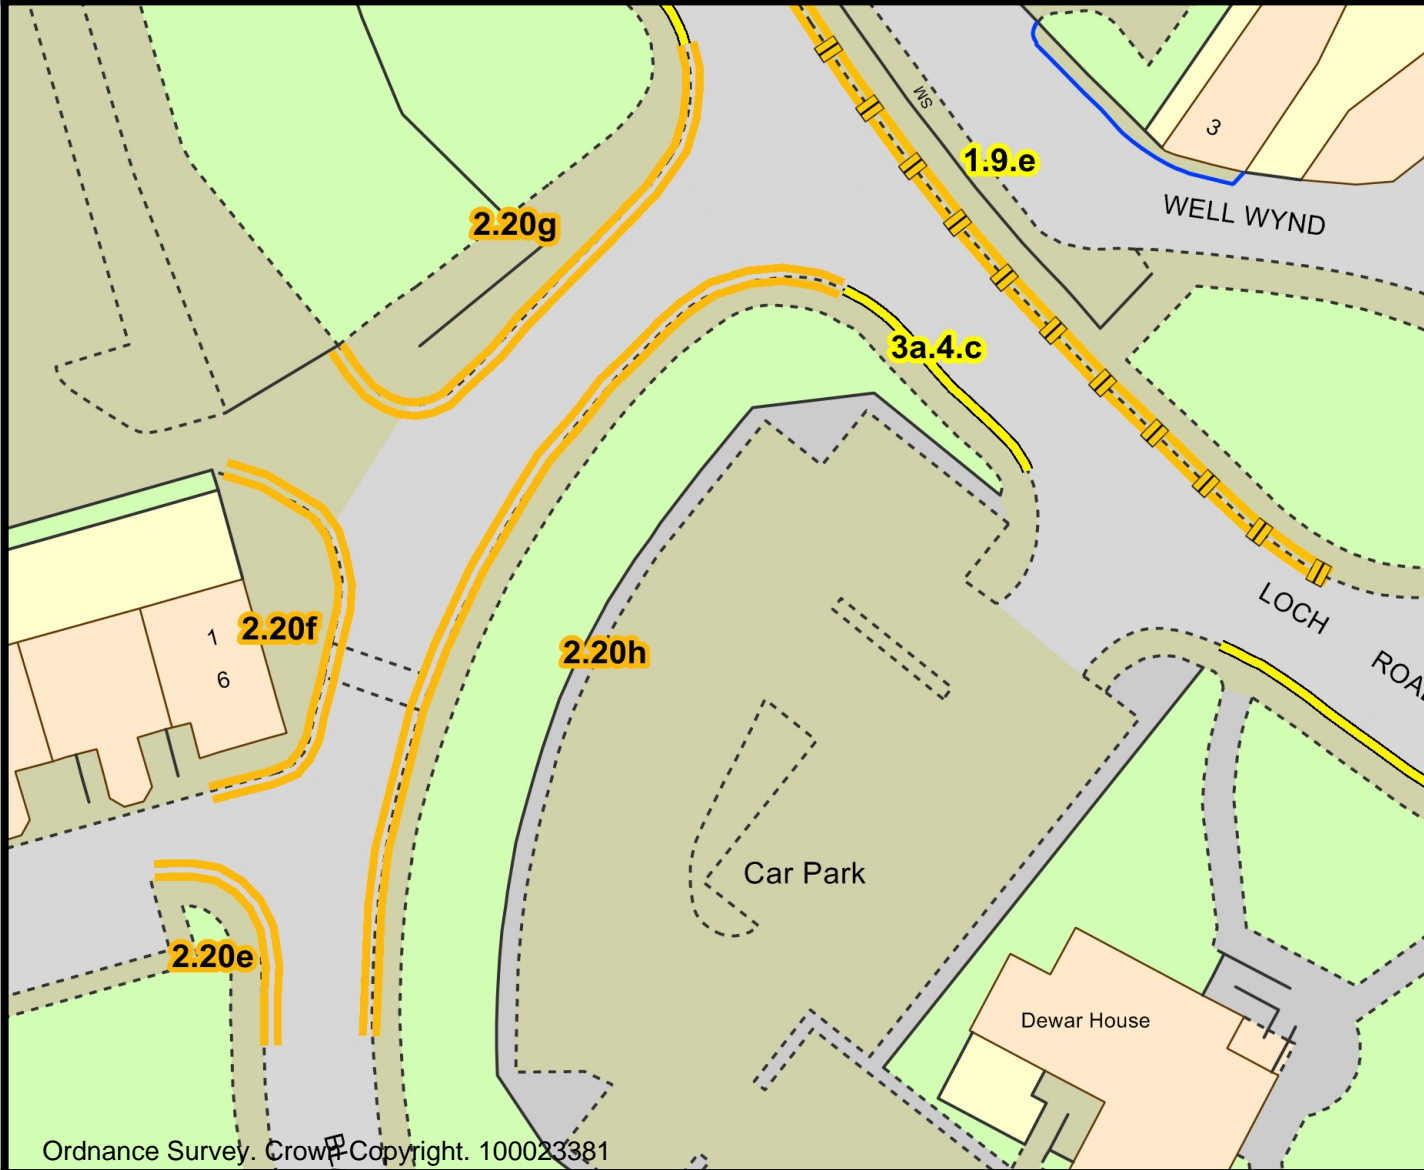 SM
3
1.9.e
WELL WYND
2.20g
3a.4.c
LOCH
2.20f
1
6
2.20h
Car Park
2.20e
Dewar House
Ordnance Survey. Crown Copyright. 100023381